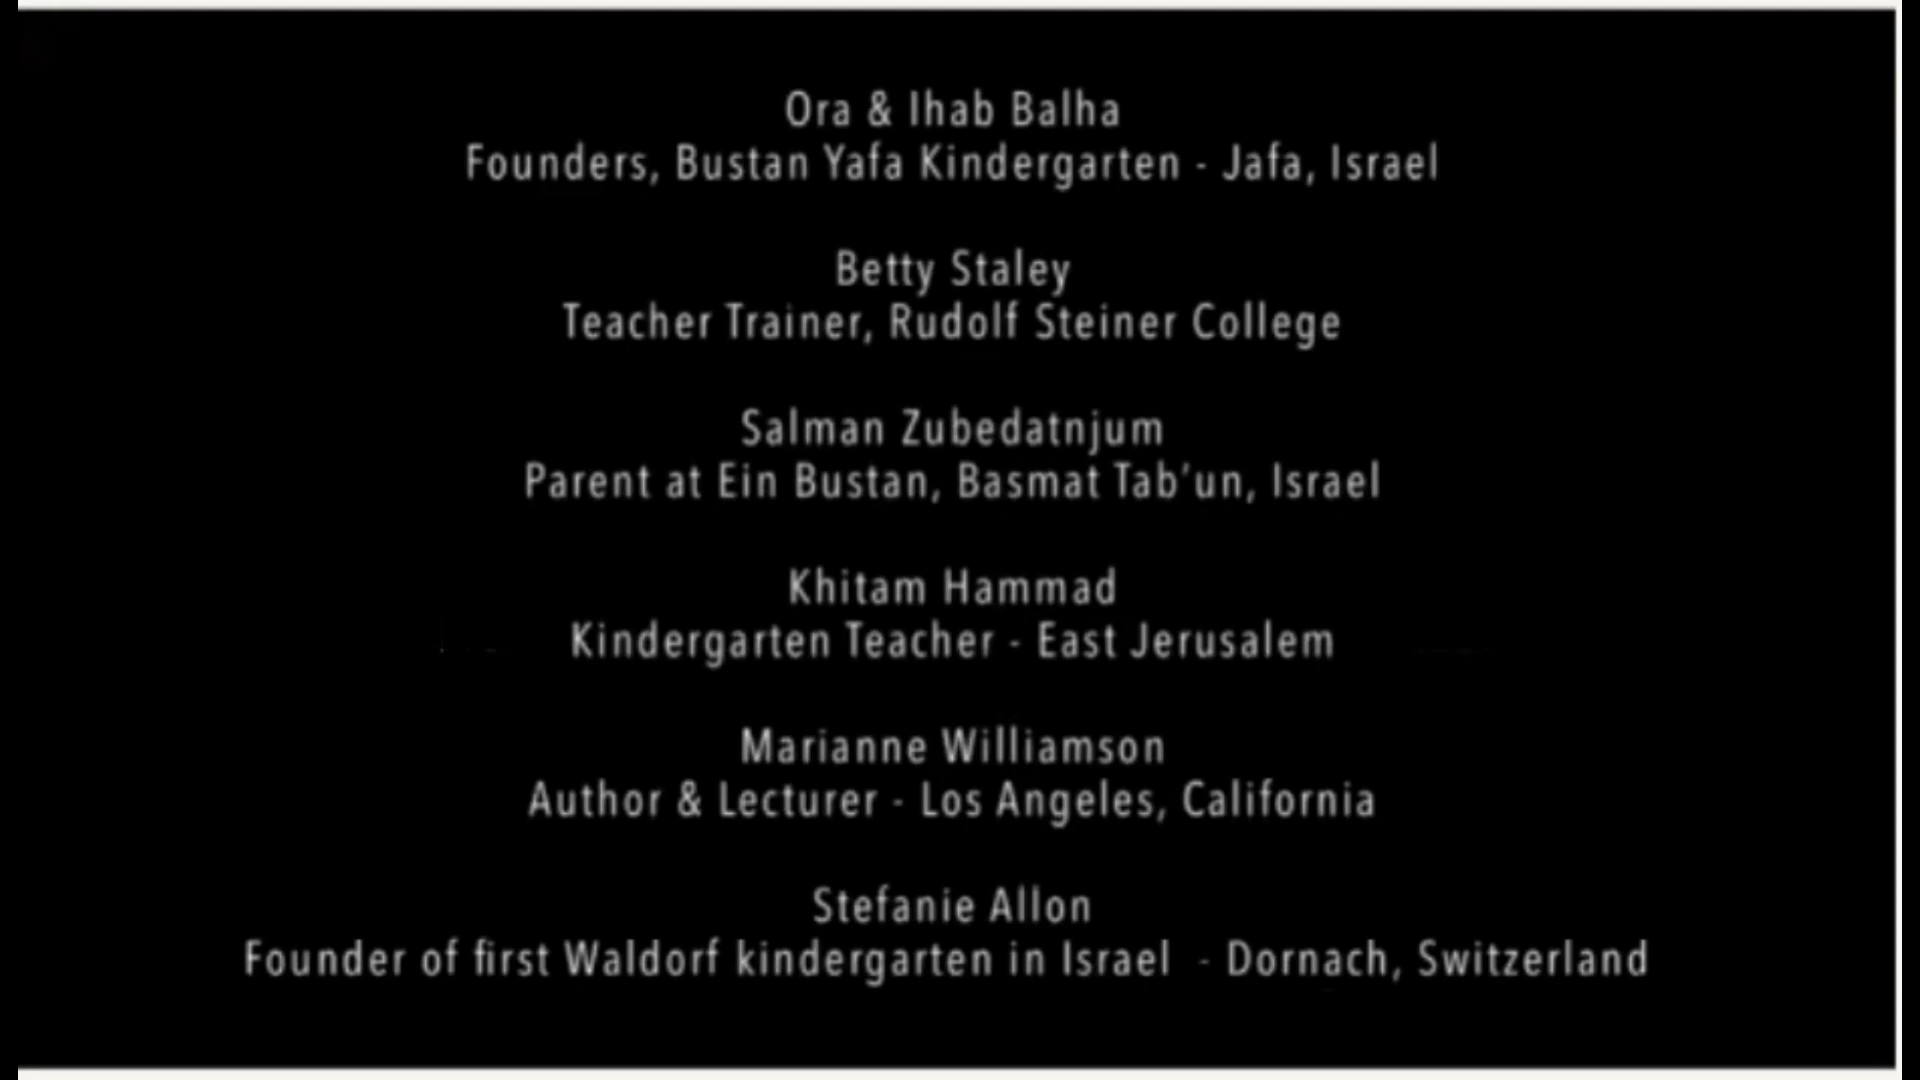 Ora & Ihab Balha
Founders, Bustan Yafa Kindergarten - Jafa, Israel
Betty Staley
Teacher Trainer, Rudolf Steiner College
Salman Zubedatnjum
Parent at Ein Bustan, Basmat Tab’un, Israel
Khitam Hammad
Kindergarten Teacher - East Jerusalem
Marianne Williamson
Author & Lecturer - Los Angeles, California
Stefanie Allon
Founder of first Waldorf kindergarten in Israel - Dornach, Switzerland